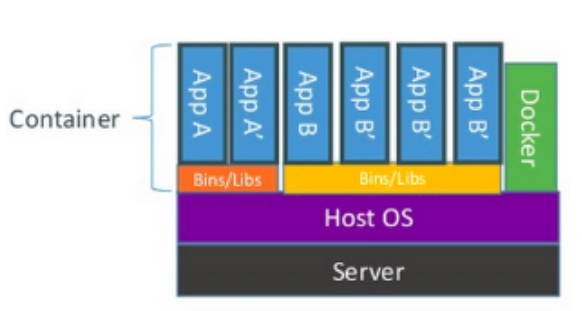 Container
App A
App A'
App B
App B'
App B'
App B'
Docker
Bins/Libs
Bins/Libs
Host OS
Server